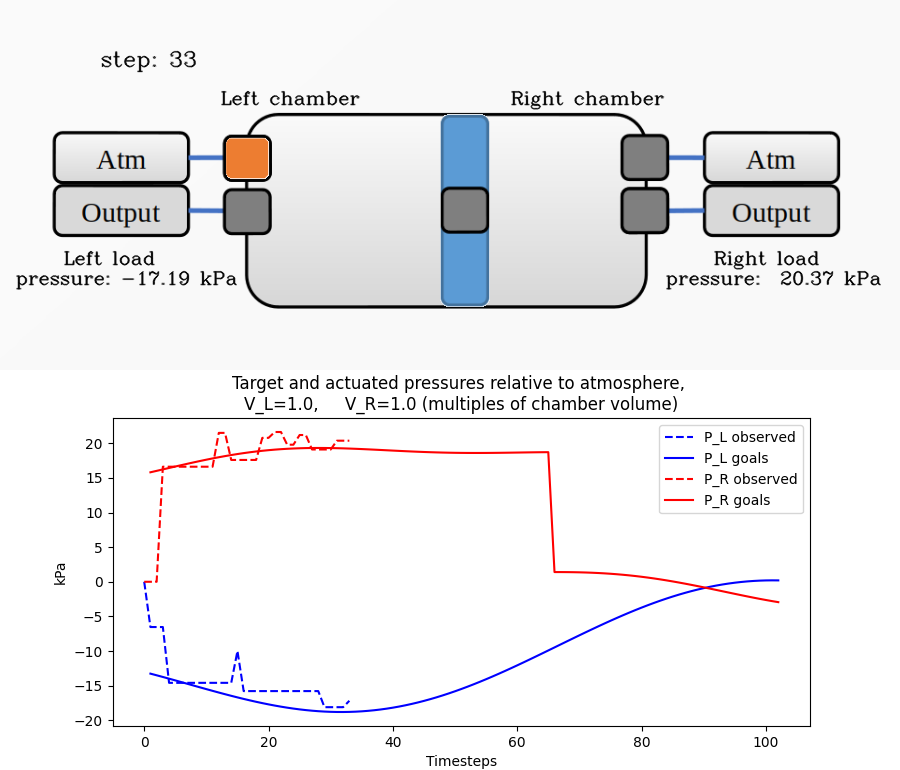 step: 33
Left chamber
Right chamber
Atm
Atm
Output
Output
Left load
pressure: −17.19 kPa
Right load
pressure: 20.37 kPa
Target and actuated pressures relative to atmosphere,
V_L=1.0, V_R=1.0 (multiples of chamber volume)
P_L observed
P_L goals
P_R observed
P_R goals
20
15
10
5
0
−5
−10
−15
−20
kPa
0
20
40
60
80
100
Timesteps